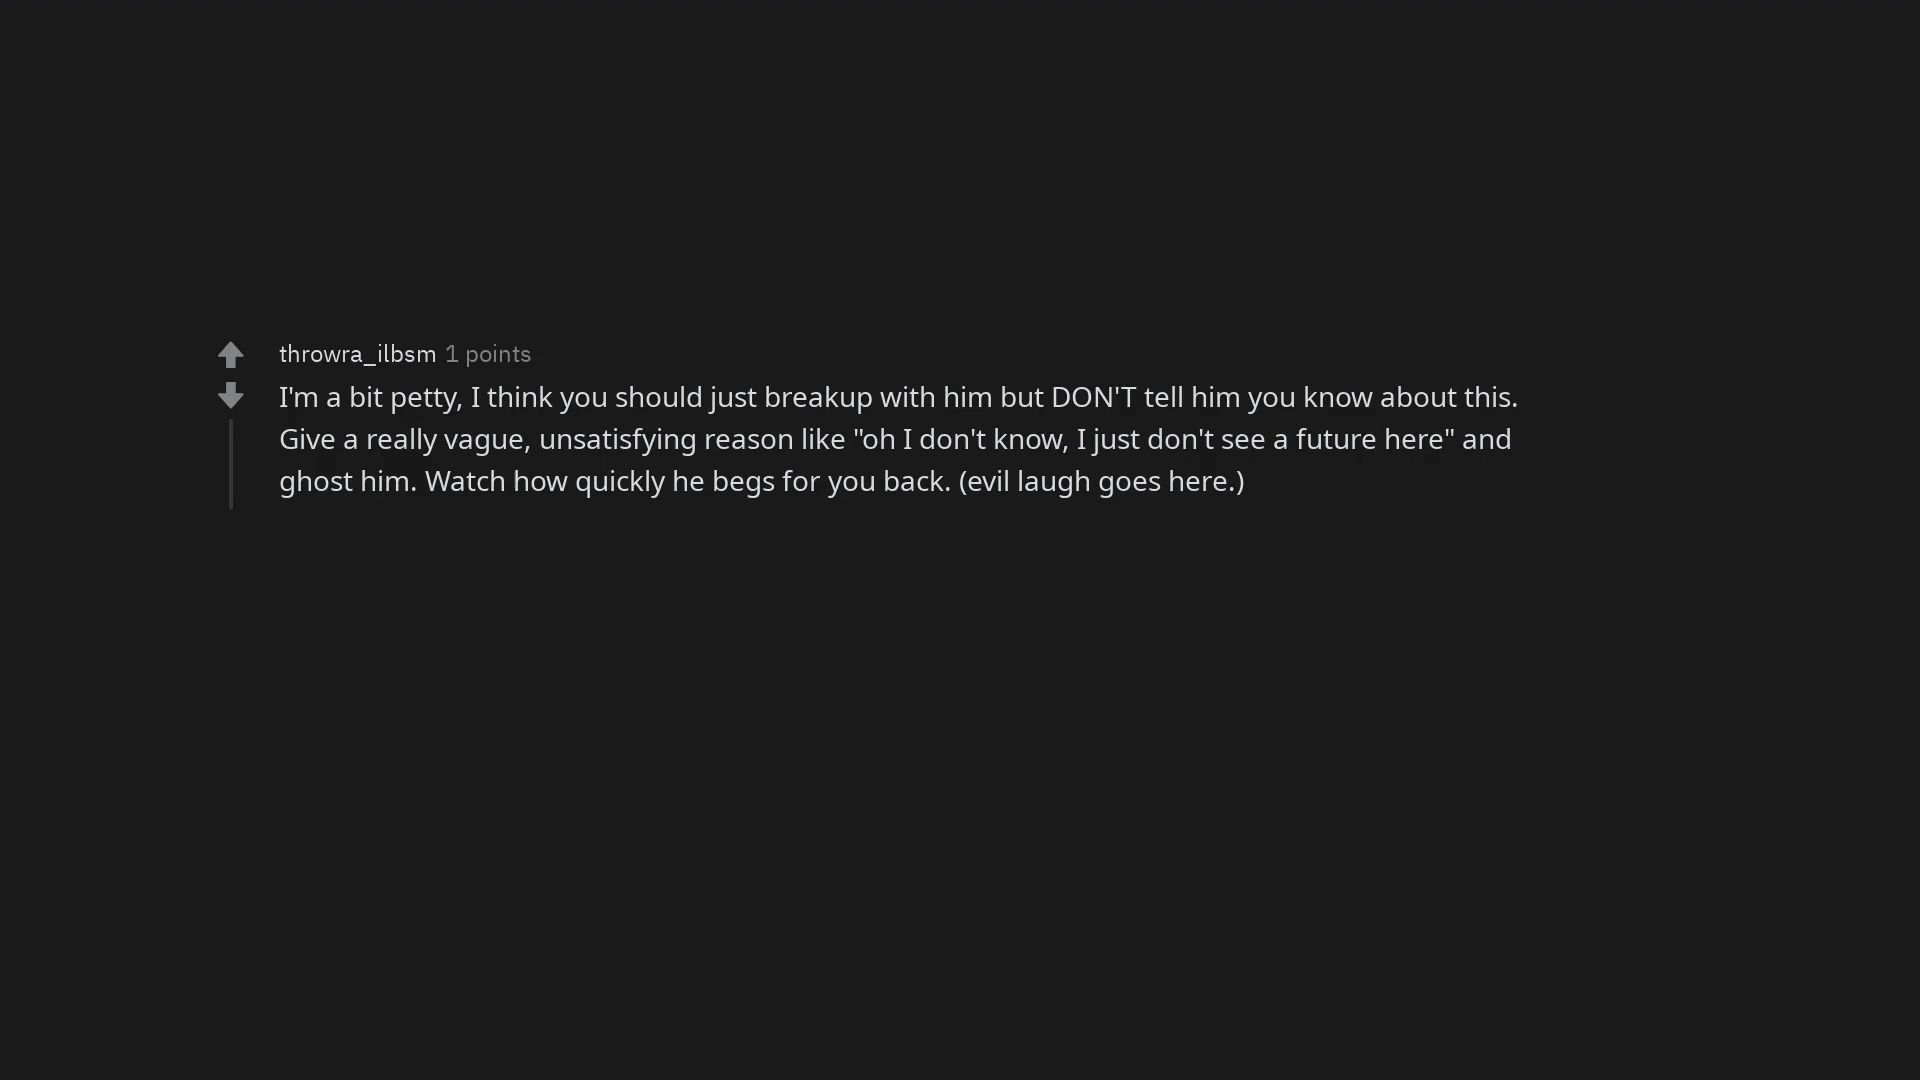 throwra_ilbsm 1 points
I'm a bit petty, I think you should just breakup with him but DON'T tell him you know about this.
Give a really vague, unsatisfying reason like "oh I don't know, I just don't see a future here" and
ghost him. Watch how quickly he begs for you back. (evil laugh goes here.)